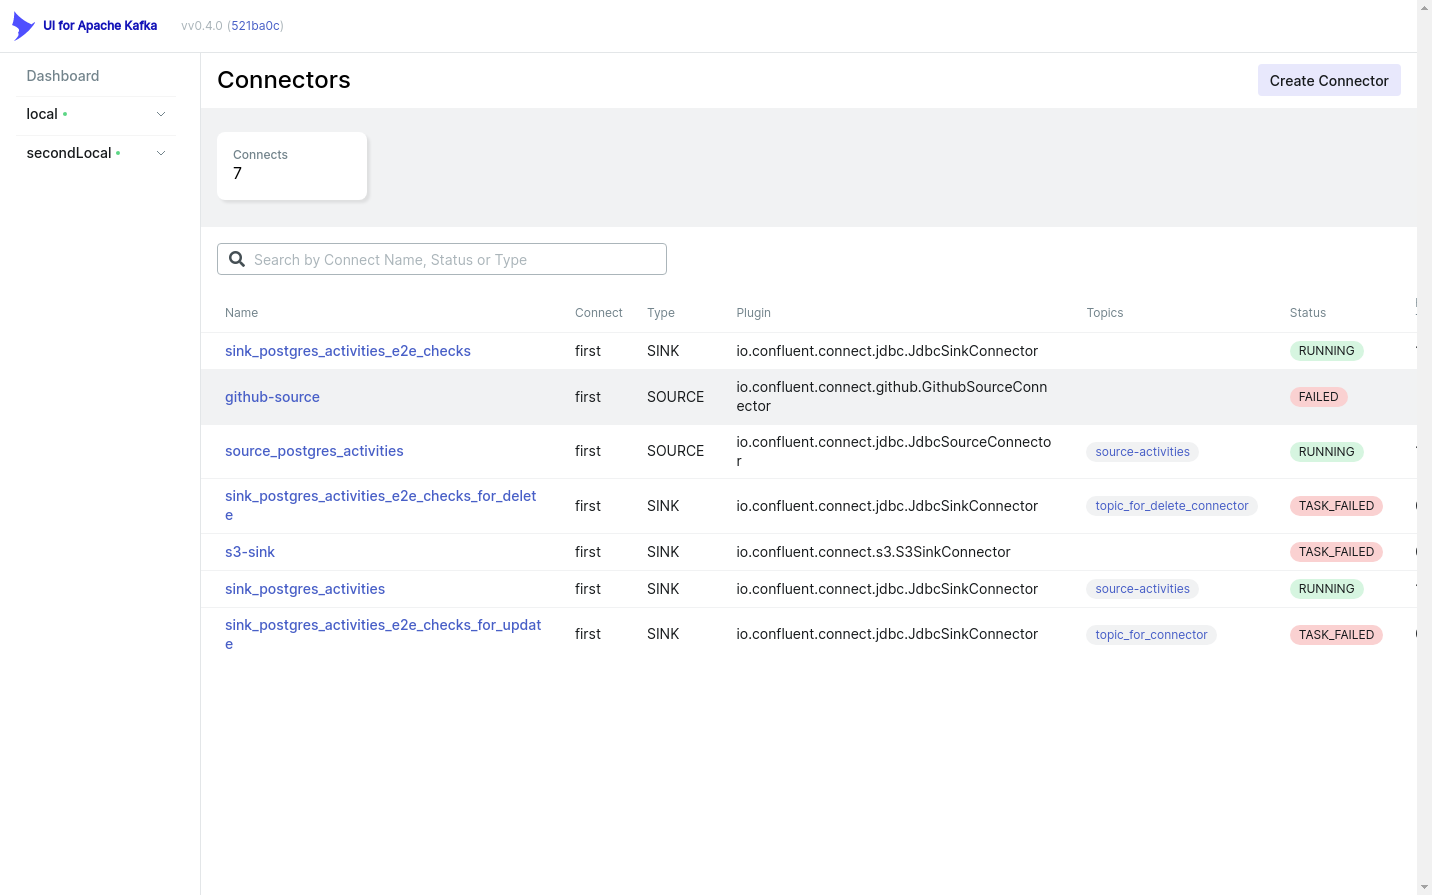 UI for Apache Kafka vv0.4.0 (521ba0c)
Dashboard
local
secondLocal
Connectors
Create Connector
Connects
7
Search by Connect Name, Status or Type
Name Connect Type Plugin Topics Status
sink_postgres_activities_e2e_checks first SINK io.confluent.connect.jdbc.JdbcSinkConnector RUNNING
github-source first SOURCE io.confluent.connect.github.GithubSourceConn
ector FAILED
source_postgres_activities first SOURCE io.confluent.connect.jdbc.JdbcSourceConnecto
r source-activities RUNNING
sink_postgres_activities_e2e_checks_for_delet
e first SINK io.confluent.connect.jdbc.JdbcSinkConnector topic_for_delete_connector TASK_FAILED
s3-sink first SINK io.confluent.connect.s3.S3SinkConnector TASK_FAILED
sink_postgres_activities first SINK io.confluent.connect.jdbc.JdbcSinkConnector source-activities RUNNING
sink_postgres_activities_e2e_checks_for_updat
e first SINK io.confluent.connect.jdbc.JdbcSinkConnector topic_for_connector TASK_FAILED